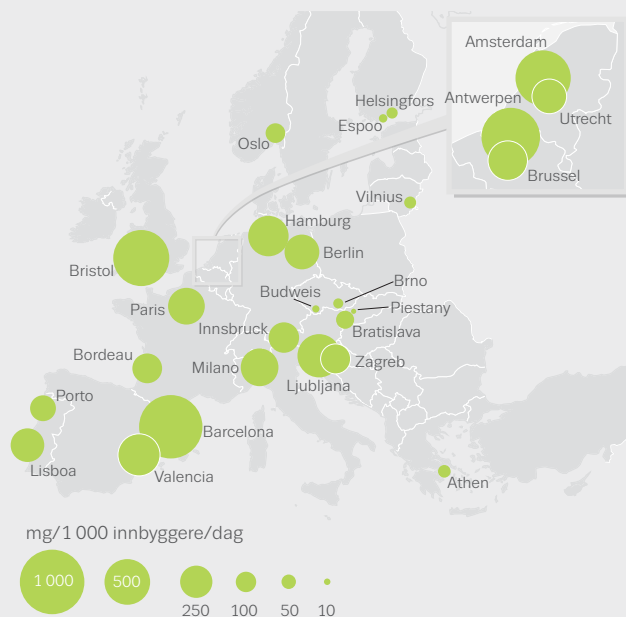 Amsterdam
Antwerpen
Utrecht
Brussel
Helsingfors
Espoo
Oslo
Vilnius
Hamburg
Berlin
Bristol
Brno
Budweis
Piestany
Paris
Innsbruck
Bratislava
Bordeau
Milano
Zagreb
Ljubljana
Porto
Barcelona
Lisboa
Valencia
Athen
mg/1 000 innbyggere/dag
1 000
500
250
100
50
10